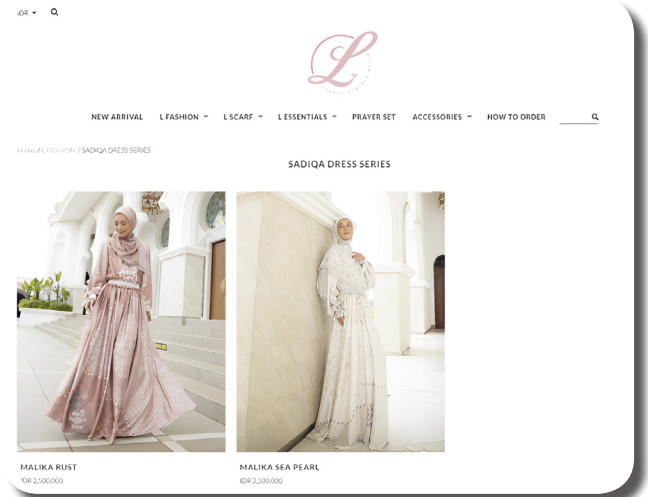 IDR
NEW ARRIVAL L FASHION L SCARF L ESSENTIALS PRAYER SET ACCESSORIES HOW TO ORDER
Home / L FASHION / SADIQA DRESS SERIES
SADIQA DRESS SERIES
MALIKA RUST
IDR 2,500.000
MALIKA SEA PEARL
IDR 2,500.000